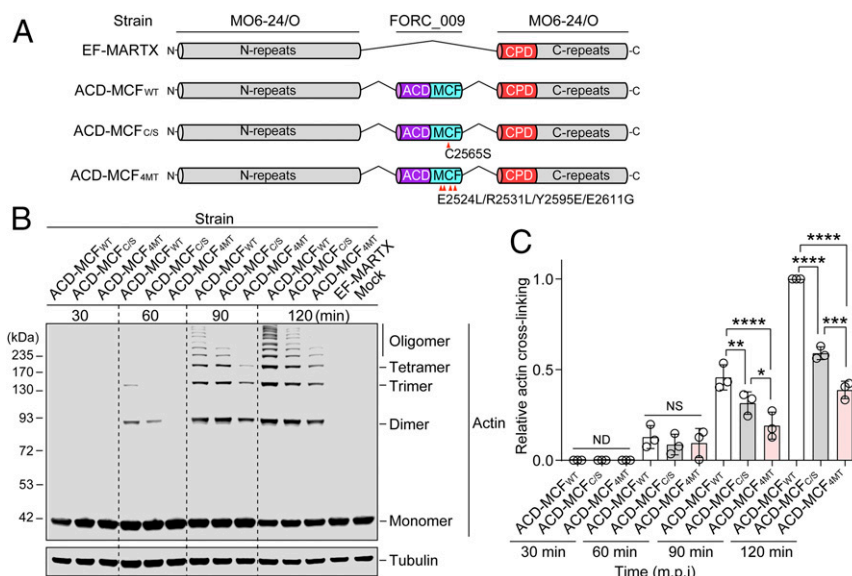 A
Strain MO6-24/O FORC_009 MO6-24/O
EF-MARTX N- N-repeats CPD C-repeats -C
ACD-MCFWT N- N-repeats ACD MCF CPD C-repeats -C
ACD-MCFC/S N- N-repeats ACD MCF CPD C-repeats -C
C2565S
ACD-MCF4MT N- N-repeats ACD MCF CPD C-repeats -C
E2524L/R2531L/Y2595E/E2611G
B
Strain
ACD-MCFWT
ACD-MCFC/S
ACD-MCF4MT
ACD-MCFWT
ACD-MCFC/S
ACD-MCF4MT
ACD-MCFWT
ACD-MCFC/S
ACD-MCF4MT
ACD-MCFWT
ACD-MCFC/S
ACD-MCF4MT
EF-MARTX
Mock
30 60 90 120 (min)
(kDa)
235
170
130
93
72
53
42
Oligomer
Tetramer
Trimer
Dimer
Monomer
Actin
Tubulin
C
Relative actin cross-linking
1.0
0.5
0.0
ND
NS
****
**
*
****
****
***
ACD-MCFWT
ACD-MCFC/S
ACD-MCF4MT
ACD-MCFWT
ACD-MCFC/S
ACD-MCF4MT
ACD-MCFWT
ACD-MCFC/S
ACD-MCF4MT
ACD-MCFWT
ACD-MCFC/S
ACD-MCF4MT
30 min 60 min 90 min 120 min
Time (m.p.i)